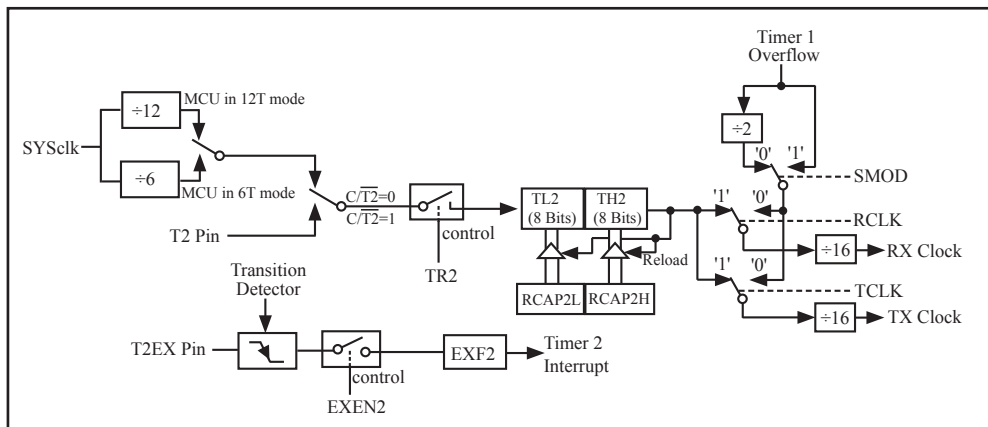 Timer 1
Overflow
÷12
MCU in 12T mode
÷2
SYSclk
'0'
'1'
÷6
MCU in 6T mode
SMOD
C/T2=0
C/T2=1
TL2
(8 Bits)
TH2
(8 Bits)
'1'
'0'
RCLK
T2 Pin
control
÷16
RX Clock
TR2
Reload
Transition
Detector
'1'
'0'
RCAP2L
RCAP2H
TCLK
÷16
TX Clock
T2EX Pin
EXF2
Timer 2
Interrupt
control
EXEN2